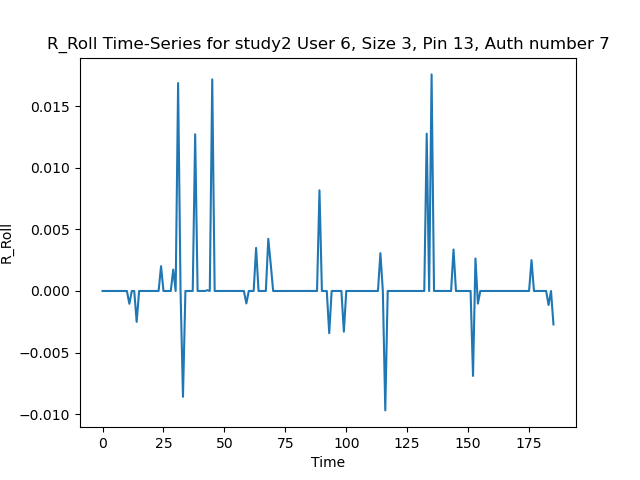 R_Roll Time-Series for study2 User 6, Size 3, Pin 13, Auth number 7
0.015
0.010
0.005
0.000
−0.005
−0.010
R_Roll
0 25 50 75 100 125 150 175
Time